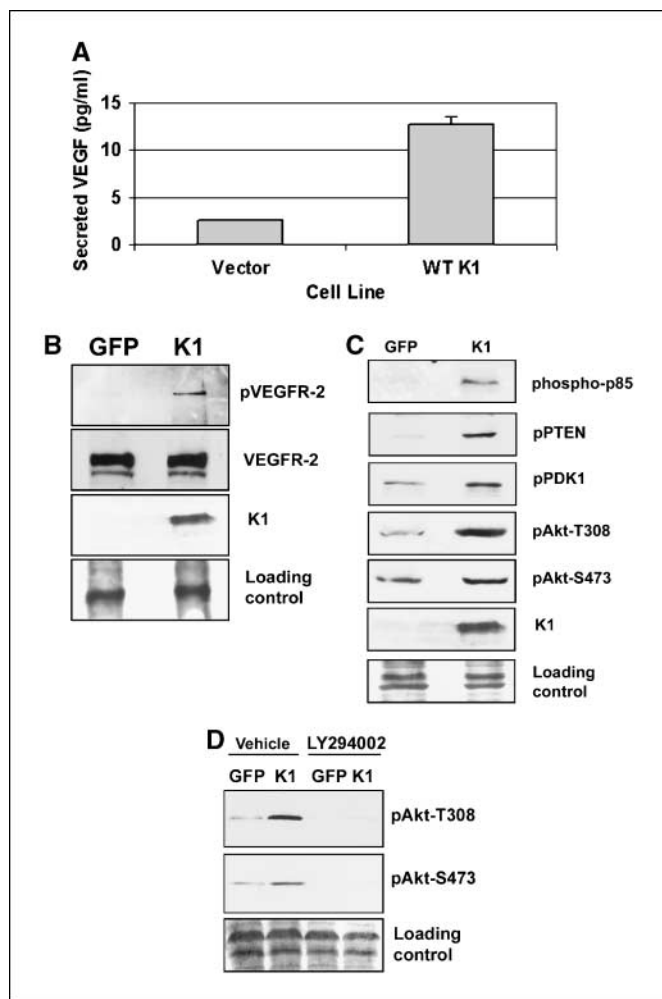 A
Secreted VEGF (pg/ml)
15
10
5
0
Vector
WT K1
Cell Line
B
GFP K1
pVEGFR-2
VEGFR-2
K1
Loading
control
C
GFP K1
phospho-p85
pPTEN
pPDK1
pAkt-T308
pAkt-S473
K1
Loading
control
D
Vehicle LY294002
GFP K1 GFP K1
pAkt-T308
pAkt-S473
Loading
control